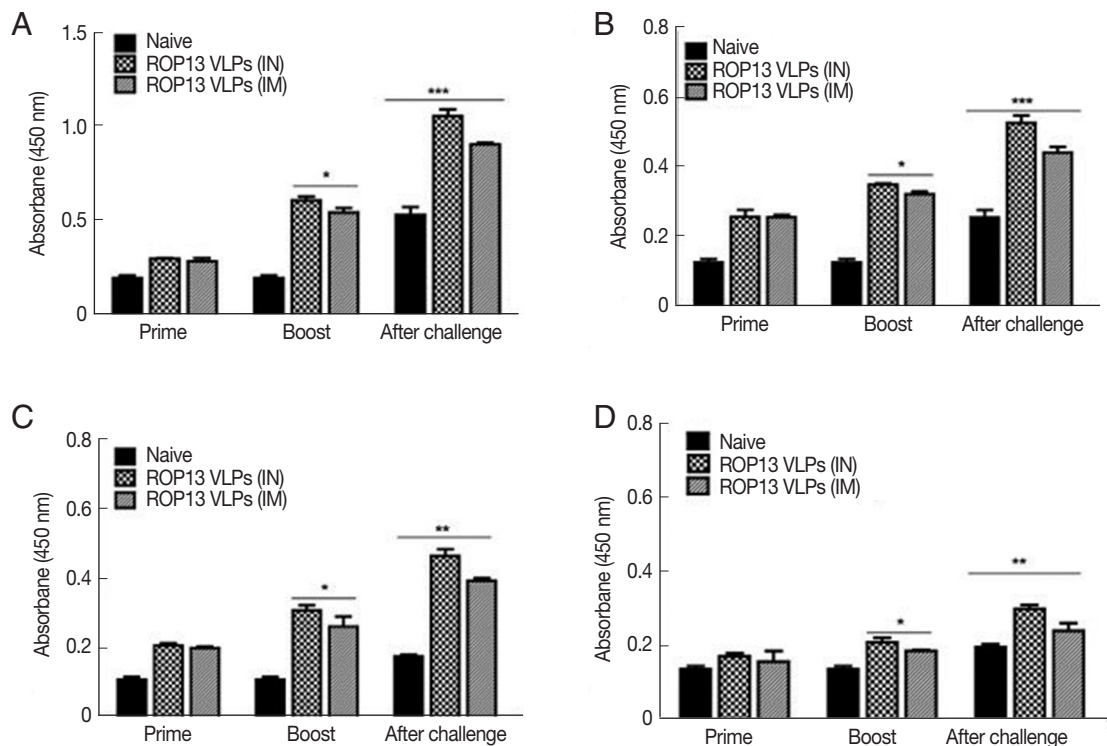 A
Absorbane (450 nm)
1.5
1.0
0.5
0
Naive
ROP13 VLPs (IN)
ROP13 VLPs (IM)
*
***
Prime
Boost
After challenge
B
Absorbane (450 nm)
0.8
0.6
0.4
0.2
0
Naive
ROP13 VLPs (IN)
ROP13 VLPs (IM)
*
***
Prime
Boost
After challenge
C
Absorbane (450 nm)
0.8
0.6
0.4
0.2
0
Naive
ROP13 VLPs (IN)
ROP13 VLPs (IM)
*
**
Prime
Boost
After challenge
D
Absorbane (450 nm)
0.8
0.6
0.4
0.2
0
Naive
ROP13 VLPs (IN)
ROP13 VLPs (IM)
*
**
Prime
Boost
After challenge